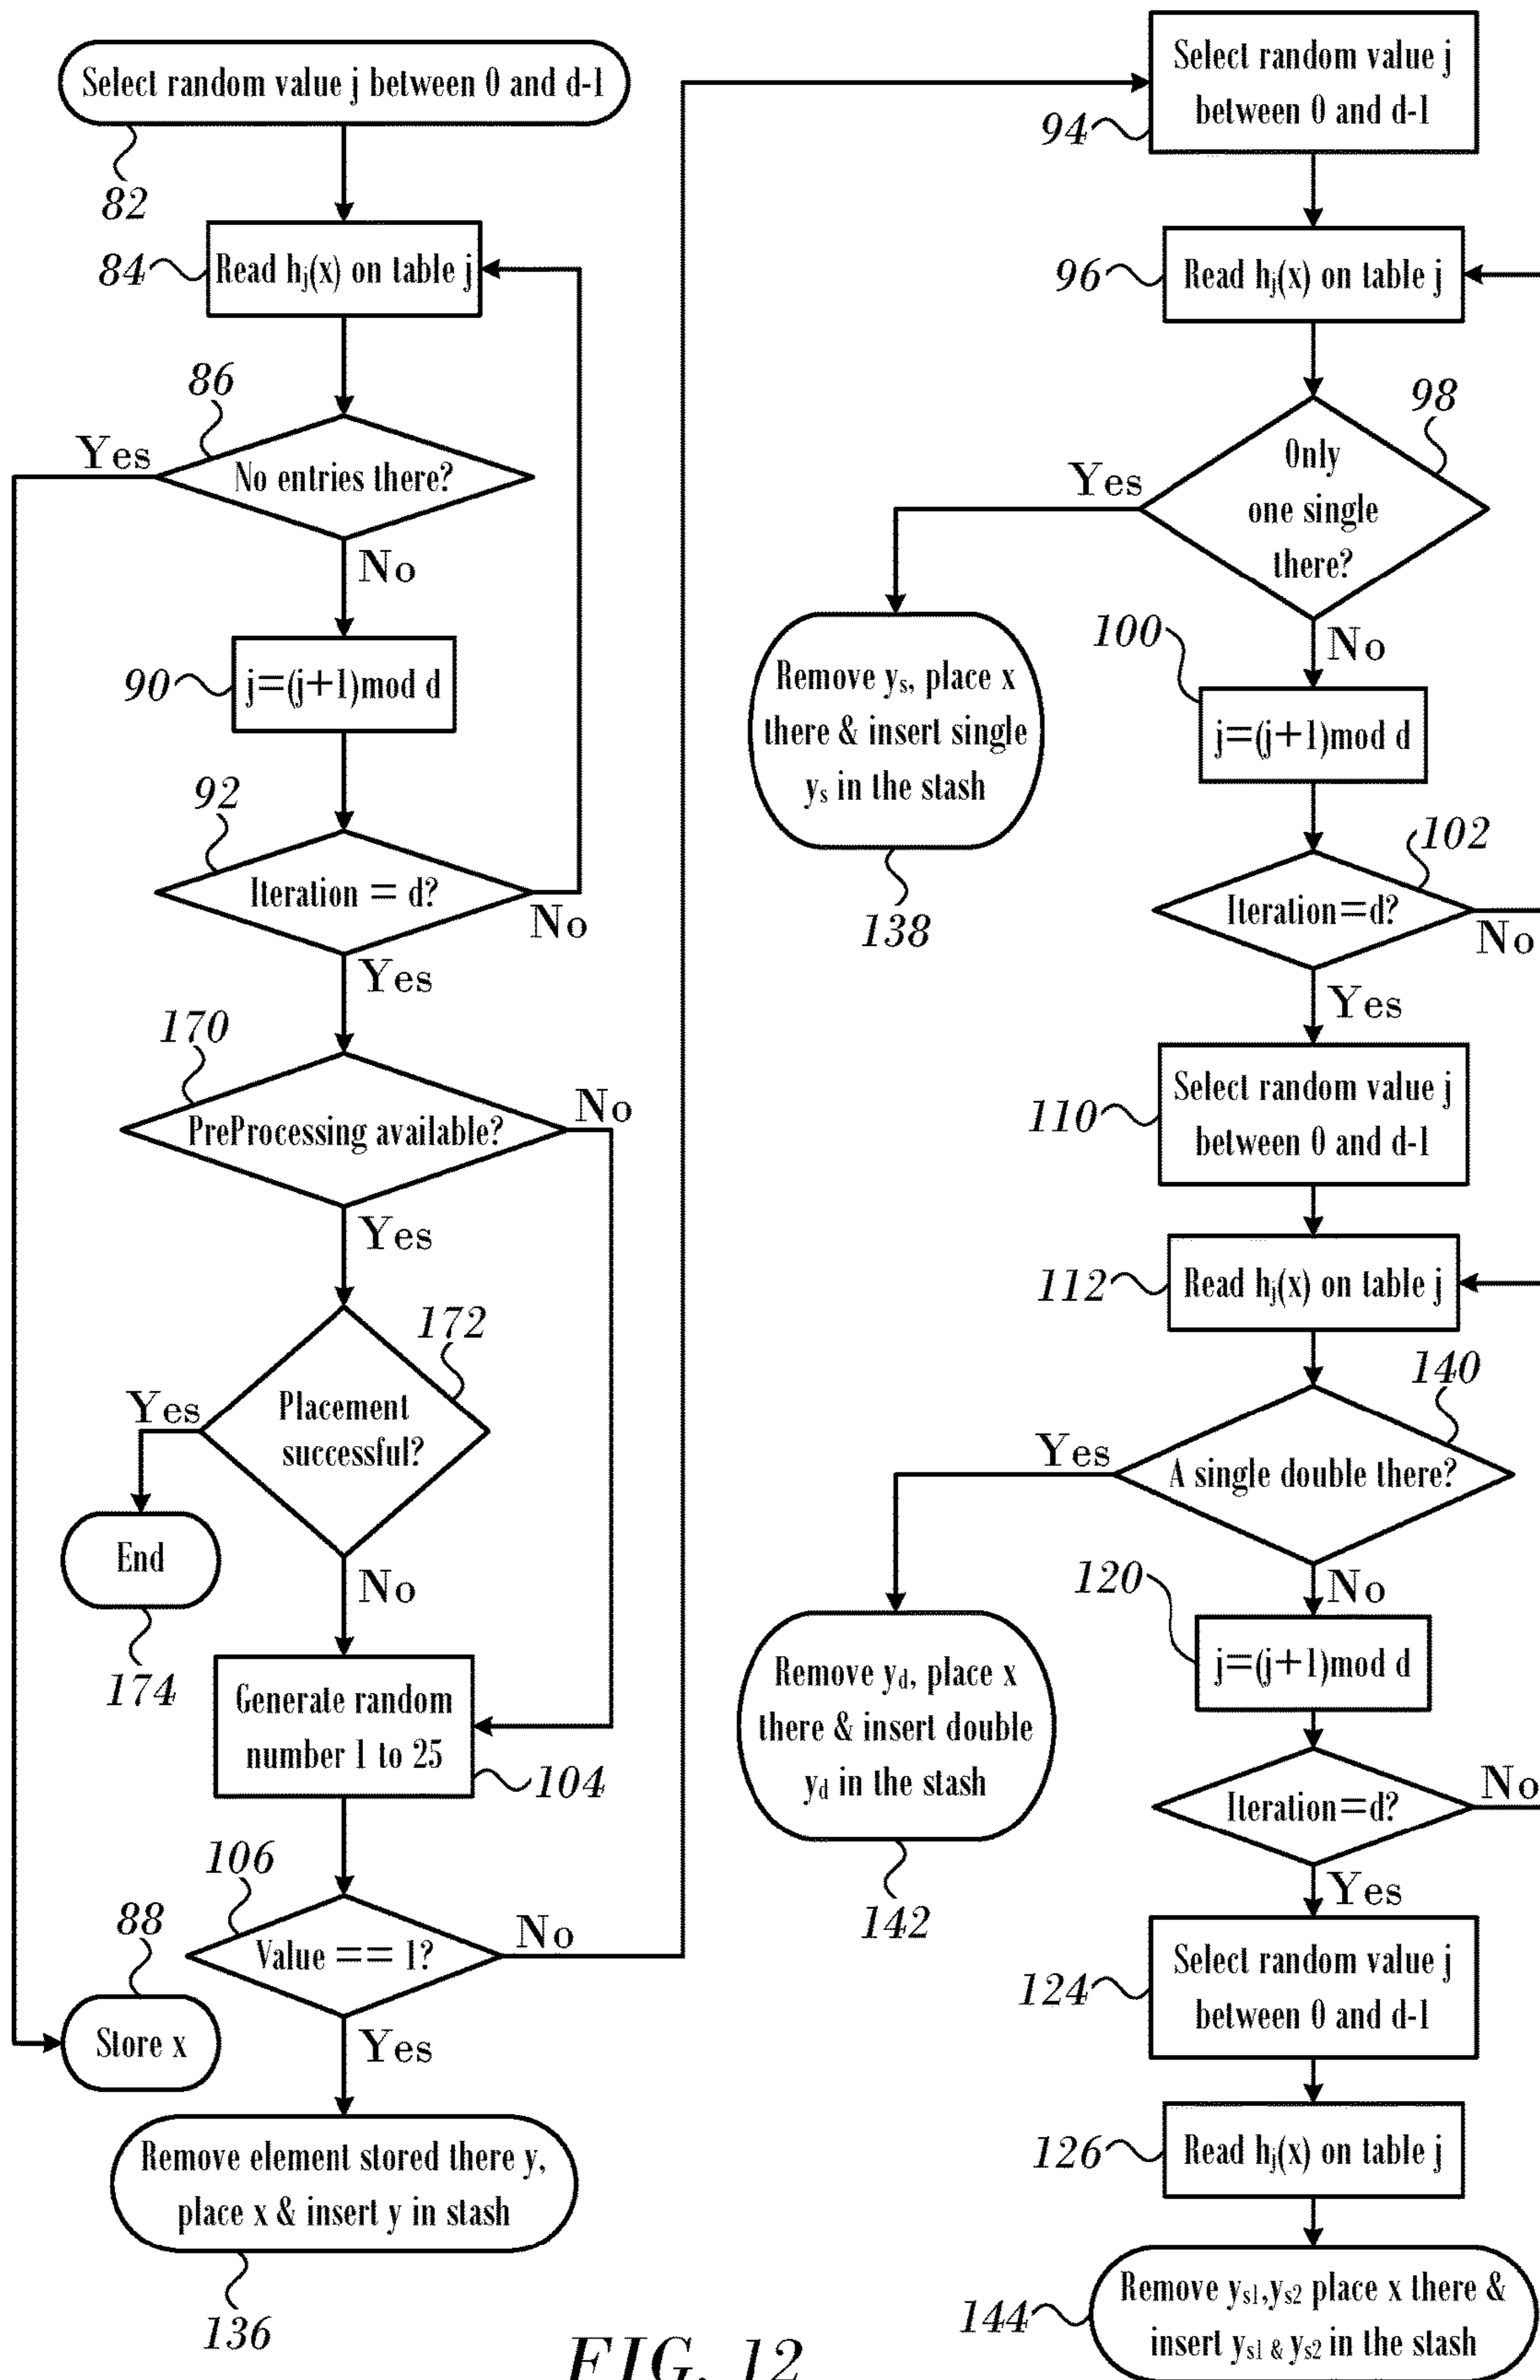 Select random value j between 0 and d-1
82
84
Read hj(x) on table j
86
Yes
No entries there?
No
90
j=(j+1)mod d
92
Iteration = d?
No
Yes
170
No
PreProcessing available?
Yes
172
Yes
Placement
successful?
End
No
174
Generate random
number 1 to 25
104
106
88
No
Value == 1?
Store x
Yes
Remove element stored there y,
place x & insert y in stash
136
Select random value j
between 0 and d-1
94
96
Read hj(x) on table j
98
Yes
Only
one single
there?
100
No
Remove ys, place x
there & insert single
ys in the stash
138
j=(j+1)mod d
102
Iteration=d?
No
Yes
110
Select random value j
between 0 and d-1
112
Read hj(x) on table j
140
Yes
A single double there?
120
No
Remove yd, place x
there & insert double
yd in the stash
142
j=(j+1)mod d
No
Iteration=d?
Yes
124
Select random value j
between 0 and d-1
126
Read hj(x) on table j
144
Remove ys1,ys2 place x there &
insert ys1 & ys2 in the stash
FIG. 12